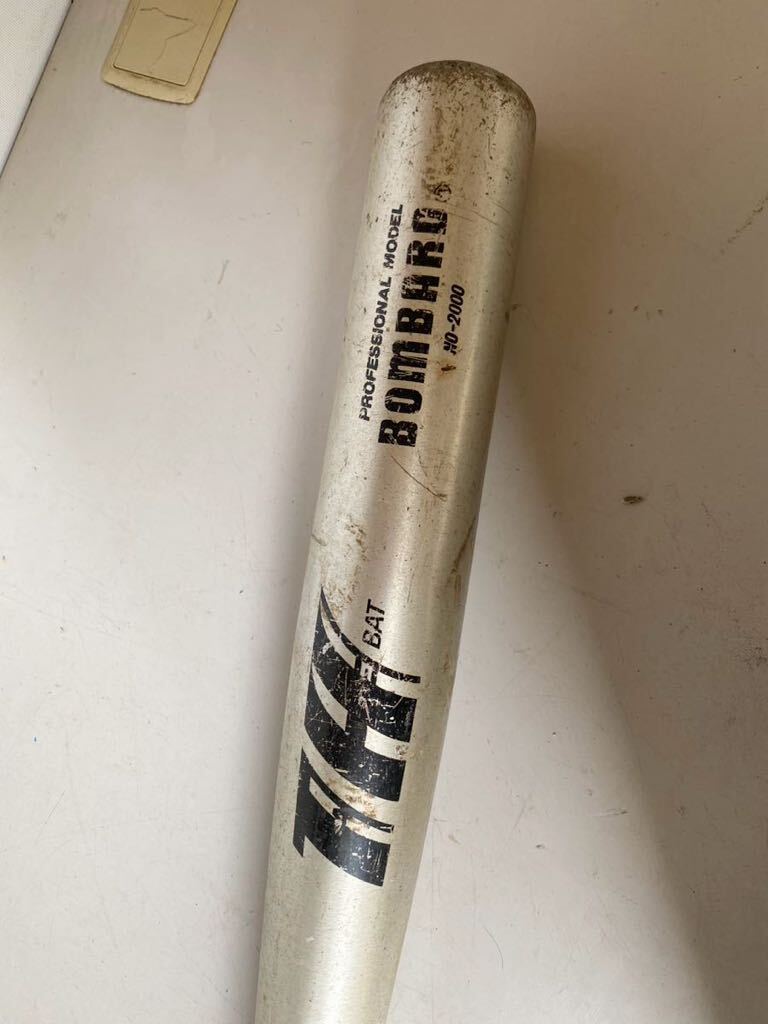 PROFESSIONAL MODEL
BOMBARD
NO-2000
BAT